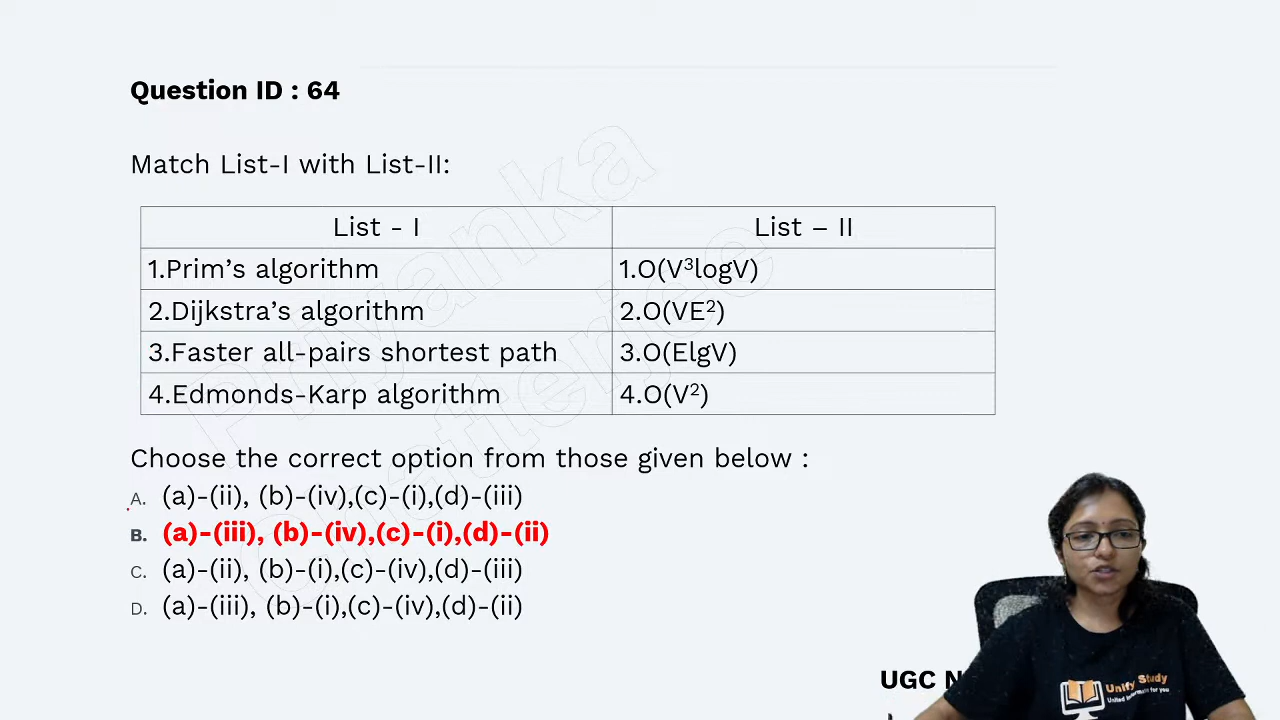 Question ID : 64
Match List-I with List-II:
List - I
List – II
1.Prim’s algorithm
1.O(V³logV)
2.Dijkstra’s algorithm
2.O(VE²)
3.Faster all-pairs shortest path
3.O(ElgV)
4.Edmonds-Karp algorithm
4.O(V²)
Choose the correct option from those given below :
A. (a)-(ii), (b)-(iv),(c)-(i),(d)-(iii)
B. (a)-(iii), (b)-(iv),(c)-(i),(d)-(ii)
C. (a)-(ii), (b)-(i),(c)-(iv),(d)-(iii)
D. (a)-(iii), (b)-(i),(c)-(iv),(d)-(ii)
Priyanka
Chatterjee
UGC
Unify Study